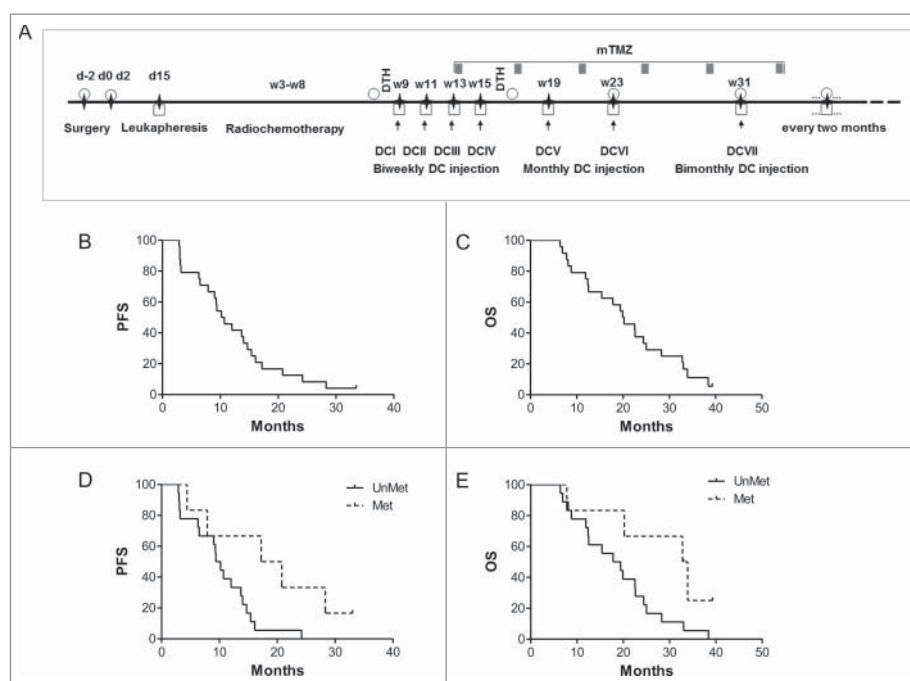 A
mTMZ
d-2 d0 d2 d15 w3-w8 DTH w9 w11 w13 w15 DTH w19 w23 w31
Surgery Leukapheresis Radiochemotherapy every two months
DCI DCII DCIII DCIV DCV DCVI DCVII
Biweekly DC injection Monthly DC injection Bimonthly DC injection
B
100
80
60
40
20
0
PFS
0 10 20 30 40
Months
C
100
80
60
40
20
0
OS
0 10 20 30 40 50
Months
D
100
80
60
40
20
0
PFS
UnMet
Met
0 10 20 30 40
Months
E
100
80
60
40
20
0
OS
UnMet
Met
0 10 20 30 40 50
Months